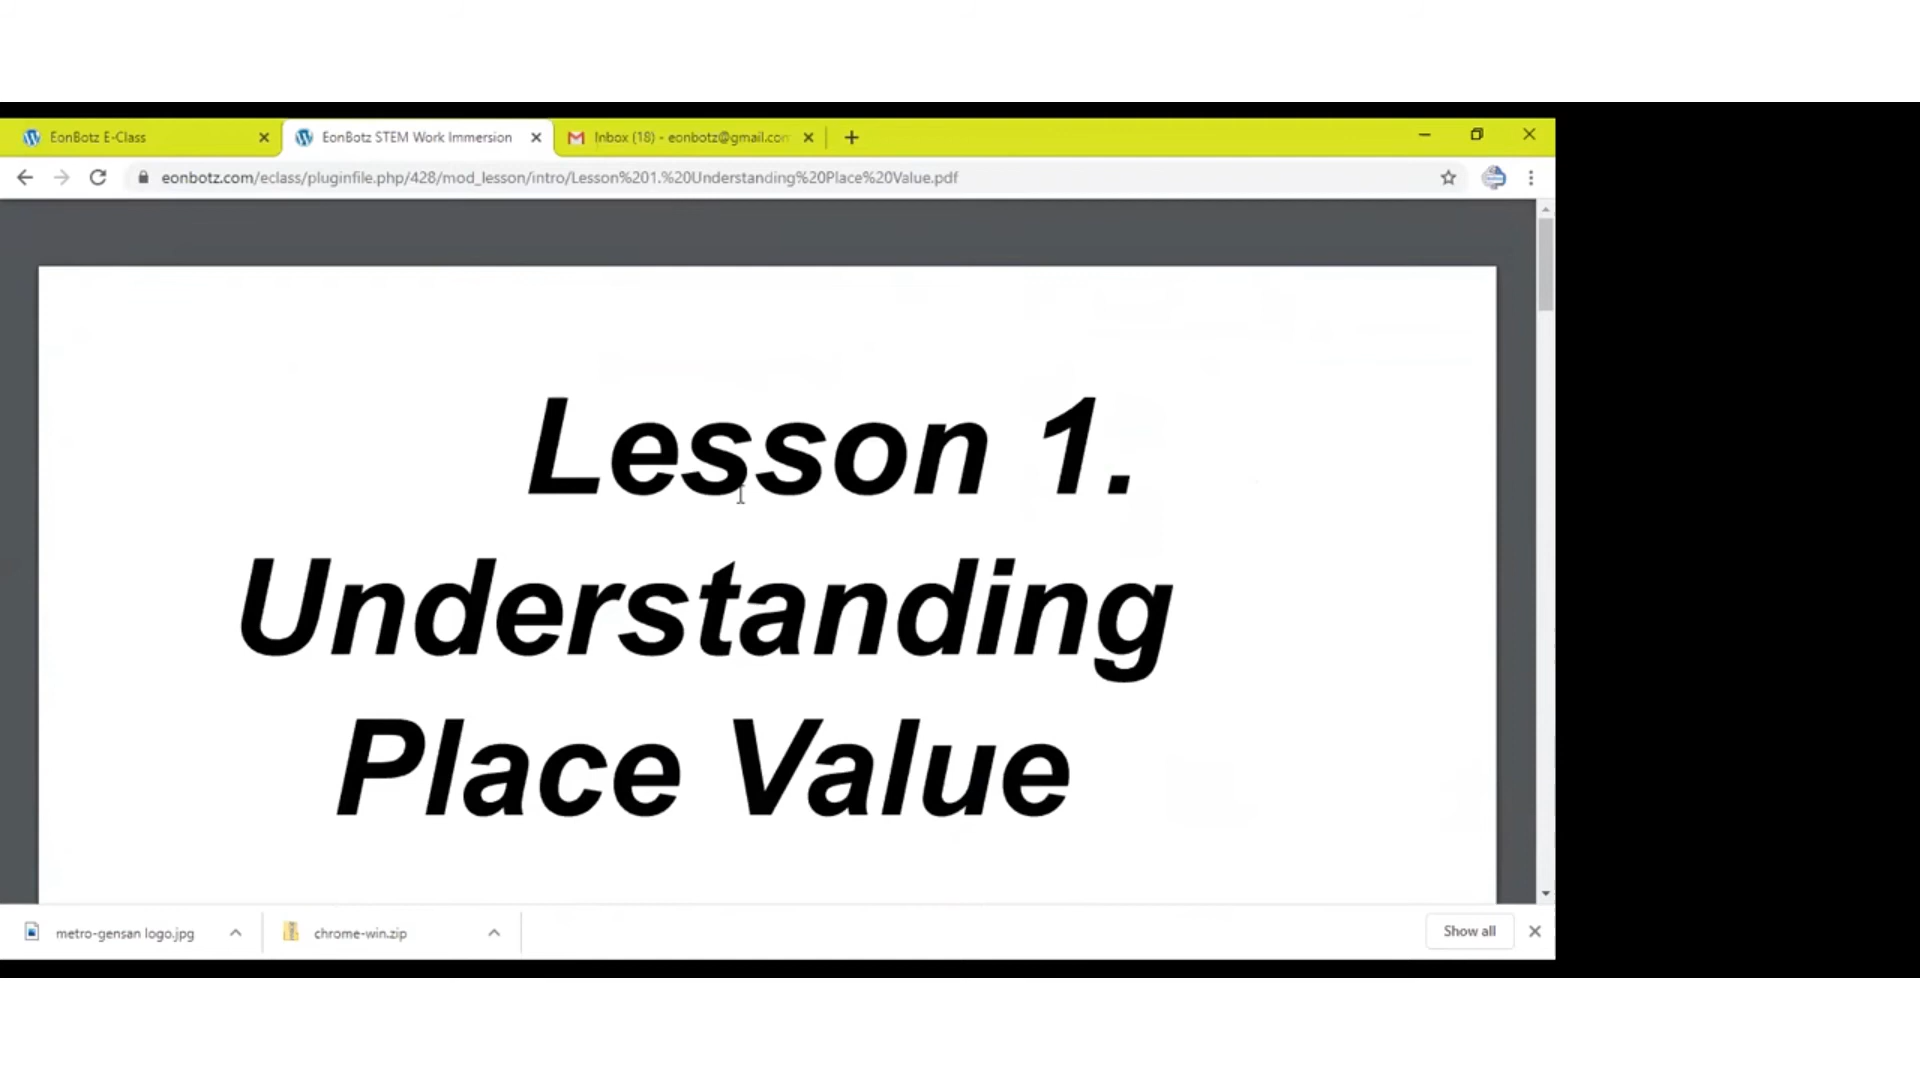 EonBotz E-Class
EonBotz STEM Work Immersion
Inbox (18) - eonbotz@gmail.com
eonbotz.com/eclass/pluginfile.php/428/mod_lesson/intro/Lesson%201.%20Understanding%20Place%20Value.pdf
Lesson 1.
Understanding
Place Value
metro-gensan logo.jpg
chrome-win.zip
Show all